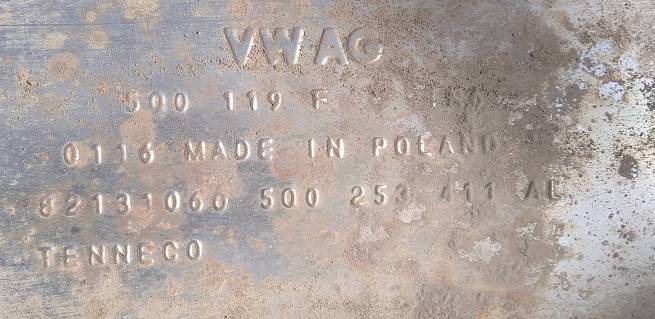 VWAG
500 119 F
0116 MADE IN POLAND
82131060 500 253 411 AL
TENNECO